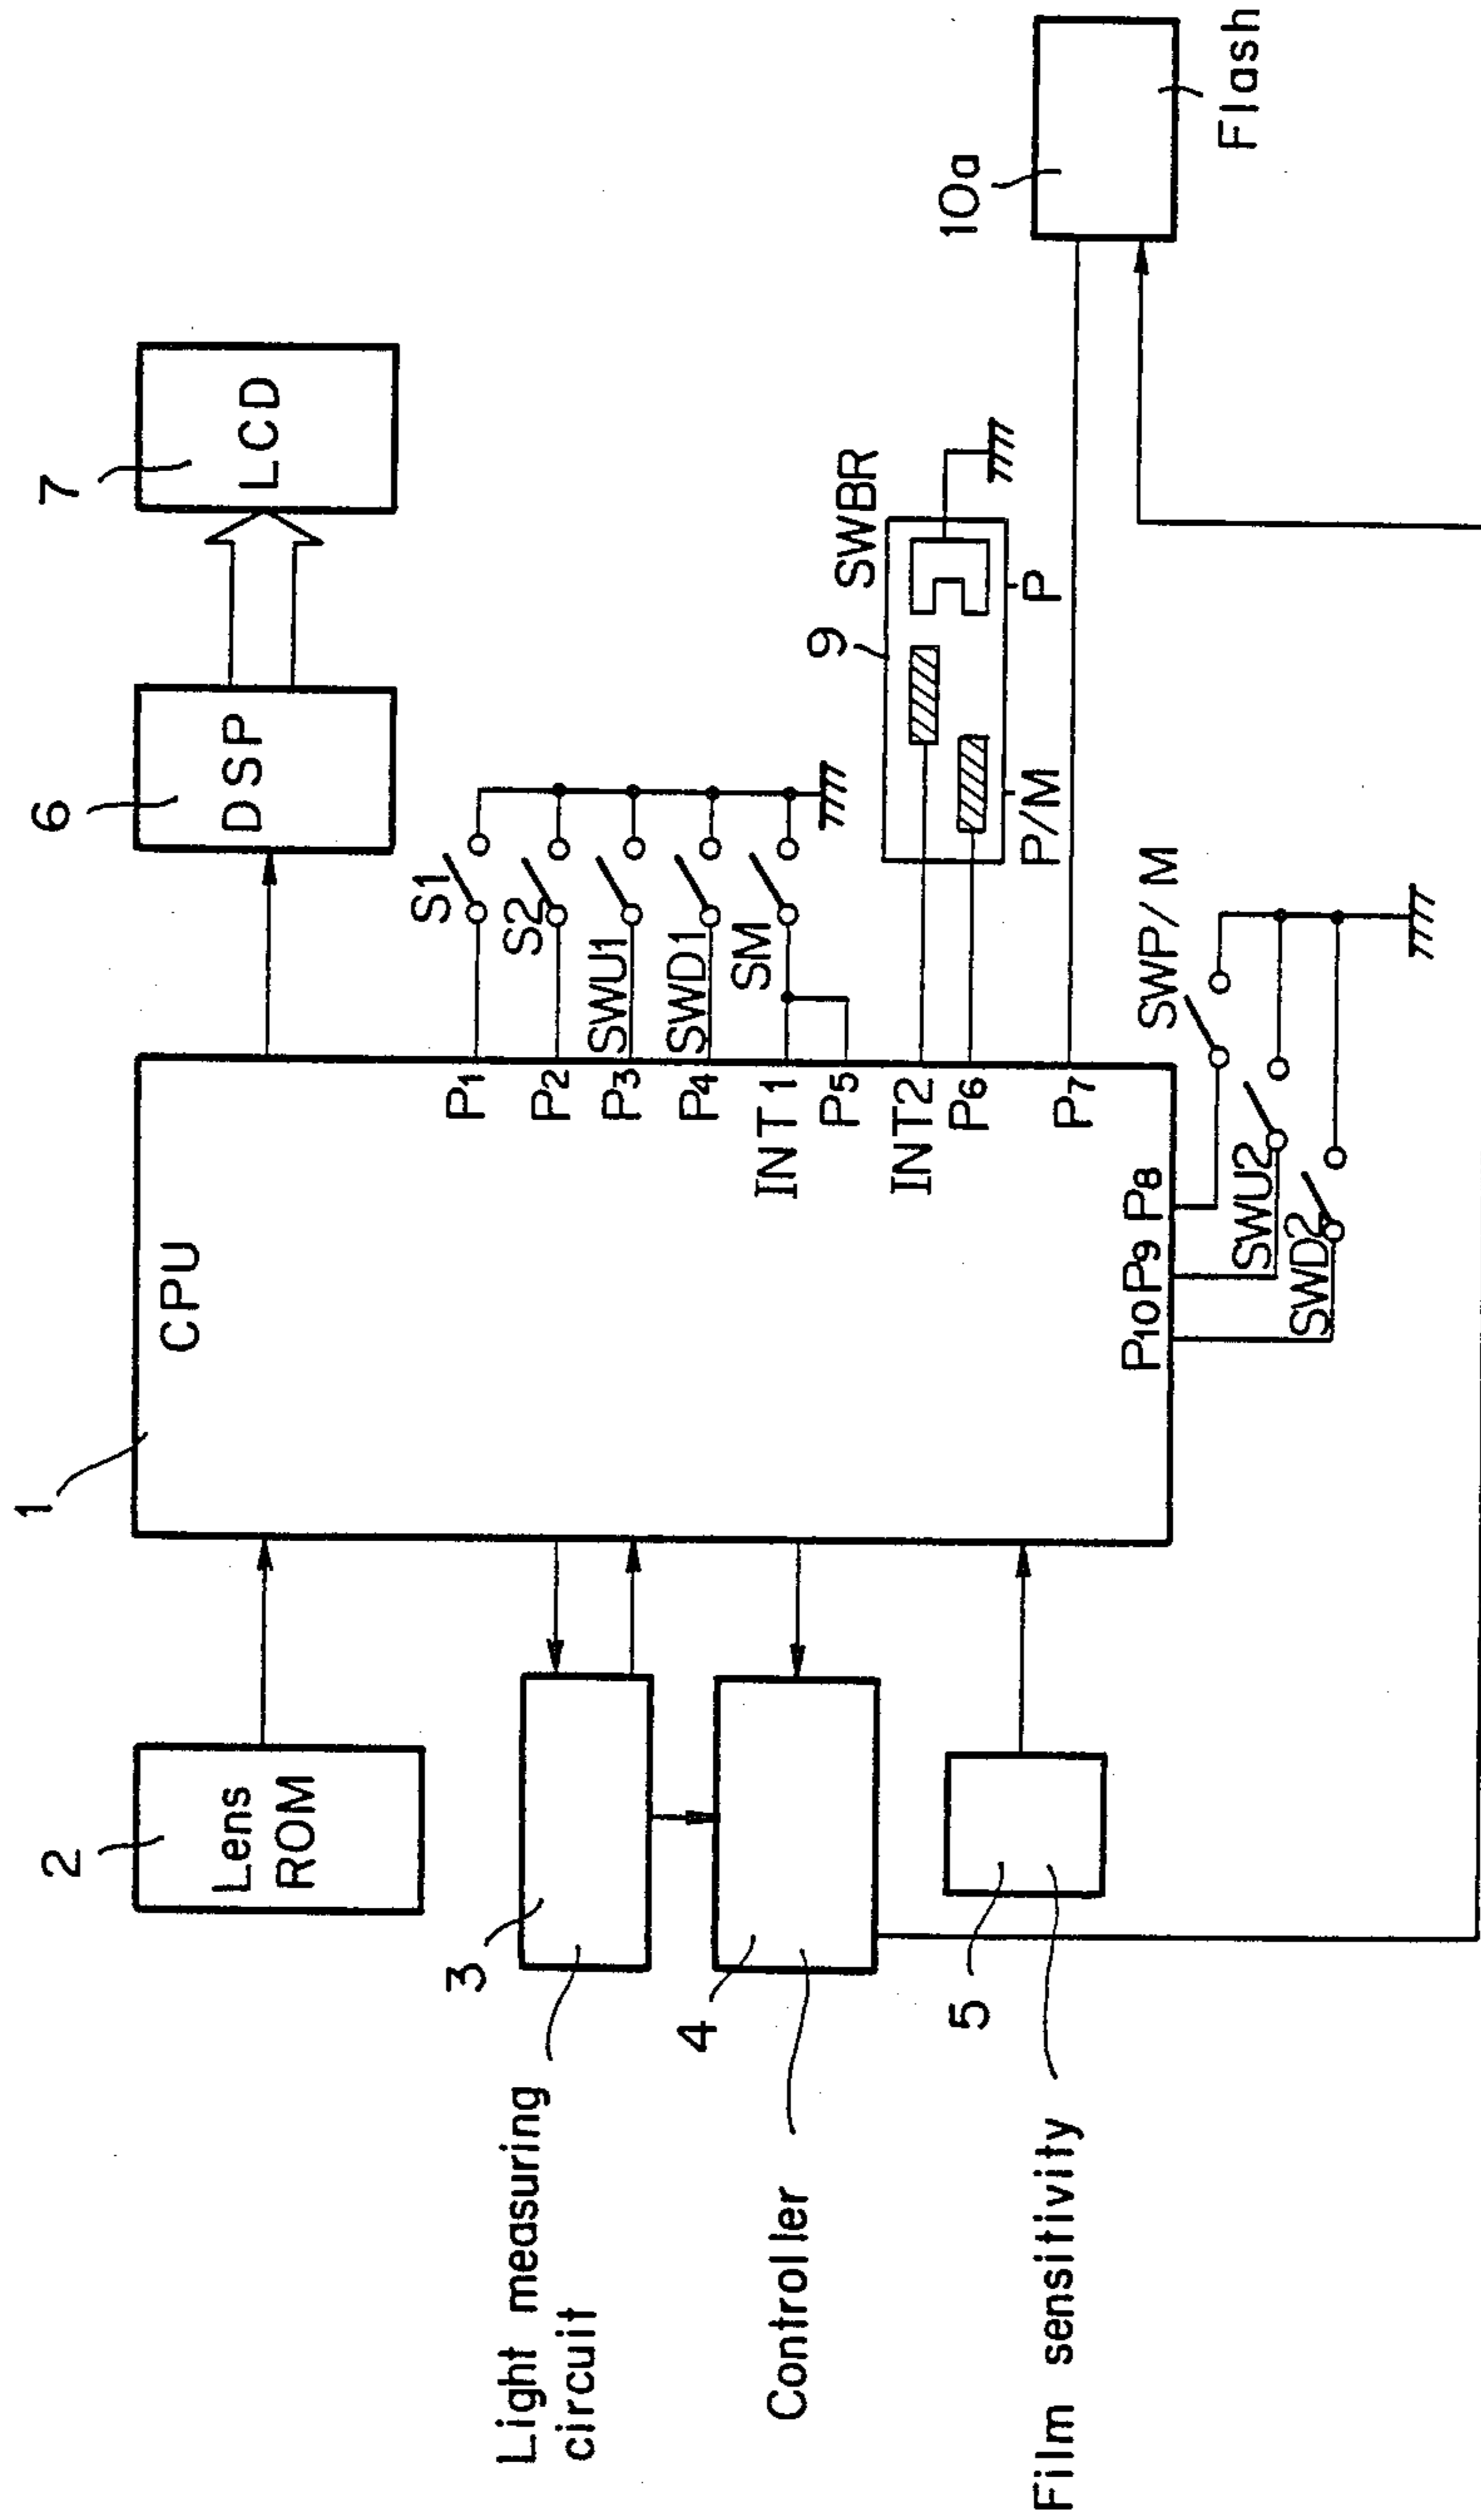 1
CPU
2
Lens
ROM
3
Light measuring
circuit
4
Controller
5
Film sensitivity
6
DSP
7
LCD
S1
S2
SWU1
SWD1
SM
P1
P2
P3
P4
INT1
P5
INT2
P6
P7
P10 P9 P8
9
SWBR
P/M
P
SWP/M
SWU2
SWD2
10a
Flash